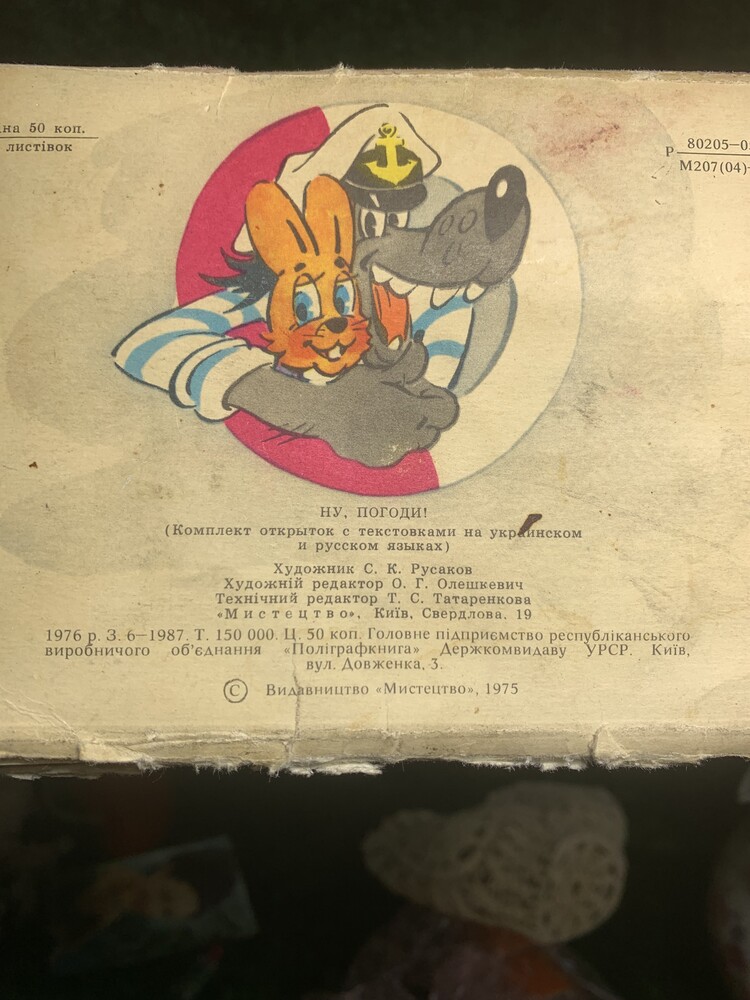 50 коп.
листівок
Р 80205—0
М207(04)—
НУ, ПОГОДИ!
(Комплект открыток с текстовками на украинском
и русском языках)
Художник С. К. Русаков
Художній редактор О. Г. Олешкевич
Технічний редактор Т. С. Татаренкова
«Мистецтво», Київ, Свердлова, 19
1976 р. З. 6—1987. Т. 150 000. Ц. 50 коп. Головне підприємство республіканського
виробничого об'єднання «Поліграфкнига» Держкомвидаву УРСР. Київ,
вул. Довженка, 3.
© Видавництво «Мистецтво», 1975